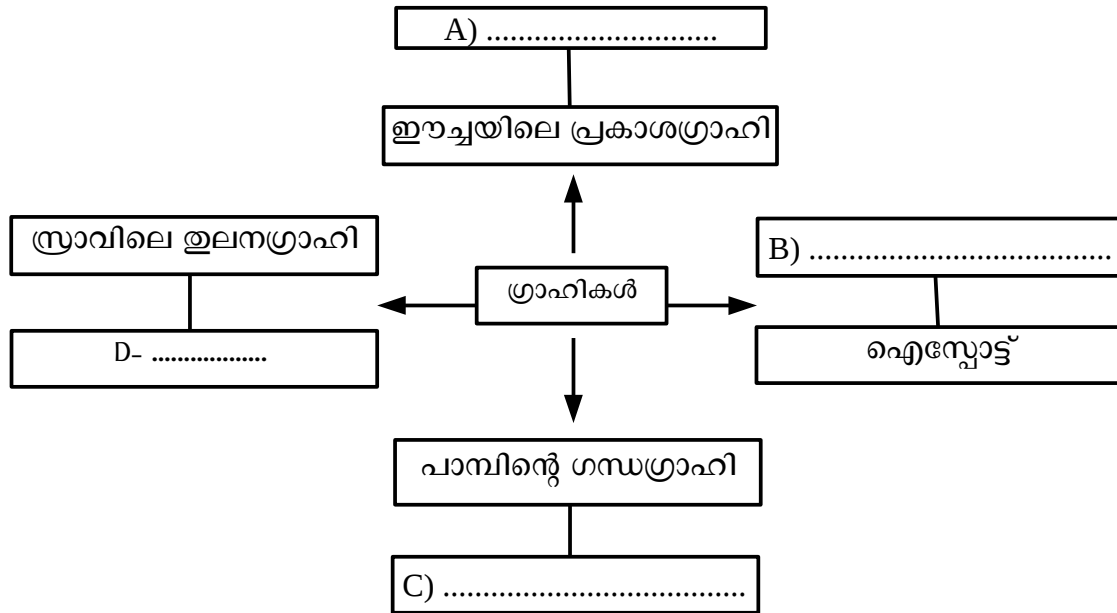 A) .............................
ഈച്ചയിലെ പ്രകാശഗ്രാഹി
സ്രാവിലെ തുലനഗ്രാഹി
B) ......................................
ഗ്രാഹികൾ
D- ..................
ഐസ്പോട്ട്
പാമ്പിന്റെ ഗന്ധഗ്രാഹി
C) ......................................